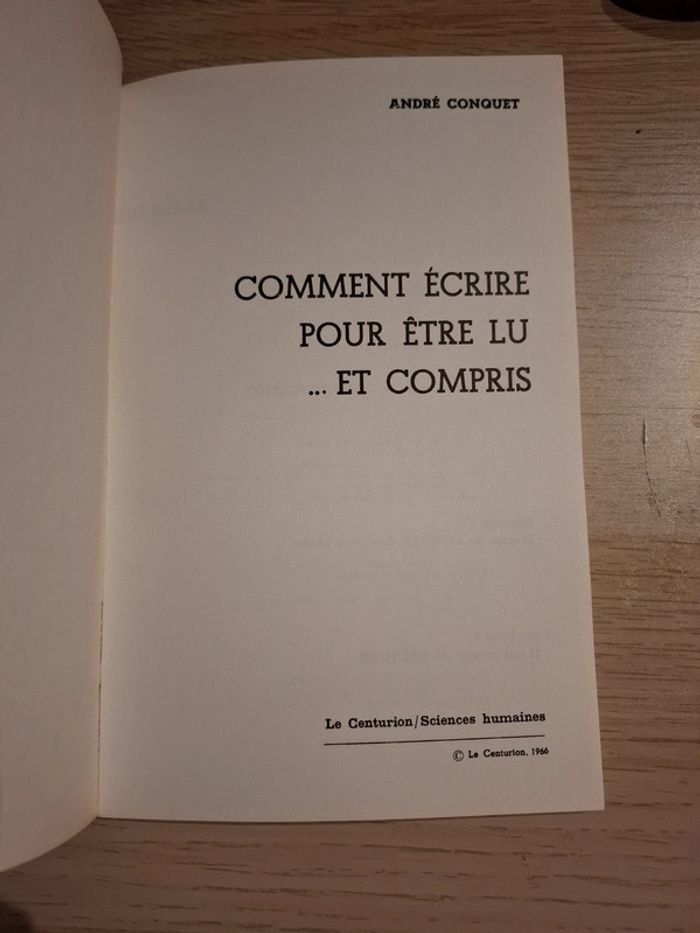 ANDRÉ CONQUET
COMMENT ÉCRIRE
POUR ÊTRE LU
... ET COMPRIS
Le Centurion/Sciences humaines
© Le Centurion, 1966